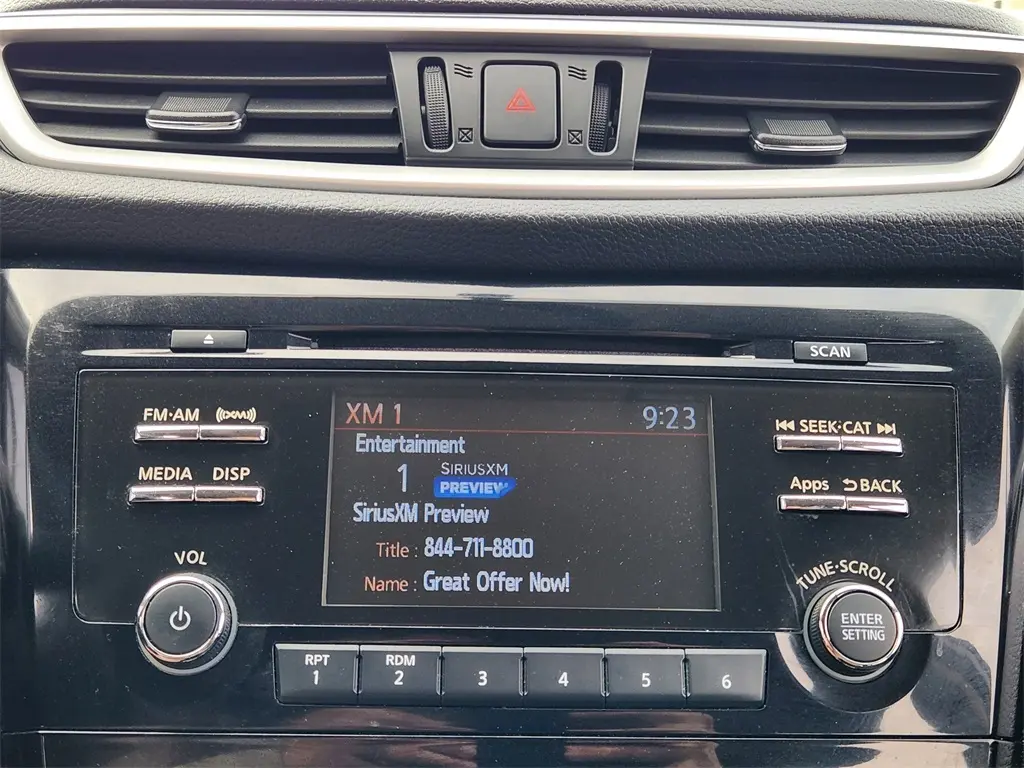 SCAN
FM·AM XM
MEDIA DISP
VOL
XM 1 9:23
Entertainment
1 SIRIUSXM
PREVIEW
SiriusXM Preview
Title : 844-711-8800
Name : Great Offer Now!
SEEK·CAT
Apps BACK
TUNE·SCROLL
ENTER
SETTING
RPT RDM
1 2 3 4 5 6